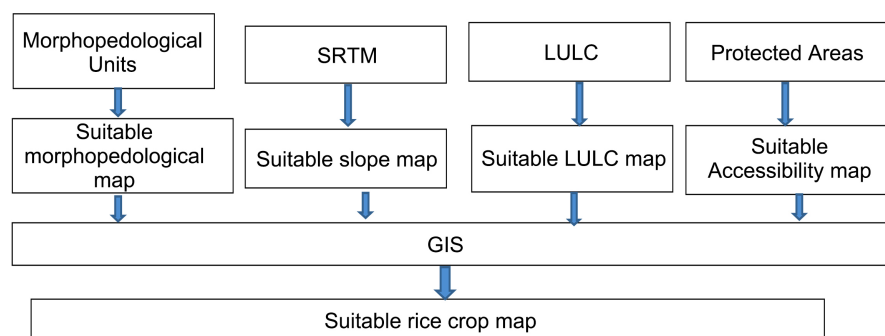 Morphopedological
Units
SRTM
LULC
Protected Areas
Suitable
morphopedological
map
Suitable slope map
Suitable LULC map
Suitable
Accessibility map
GIS
Suitable rice crop map